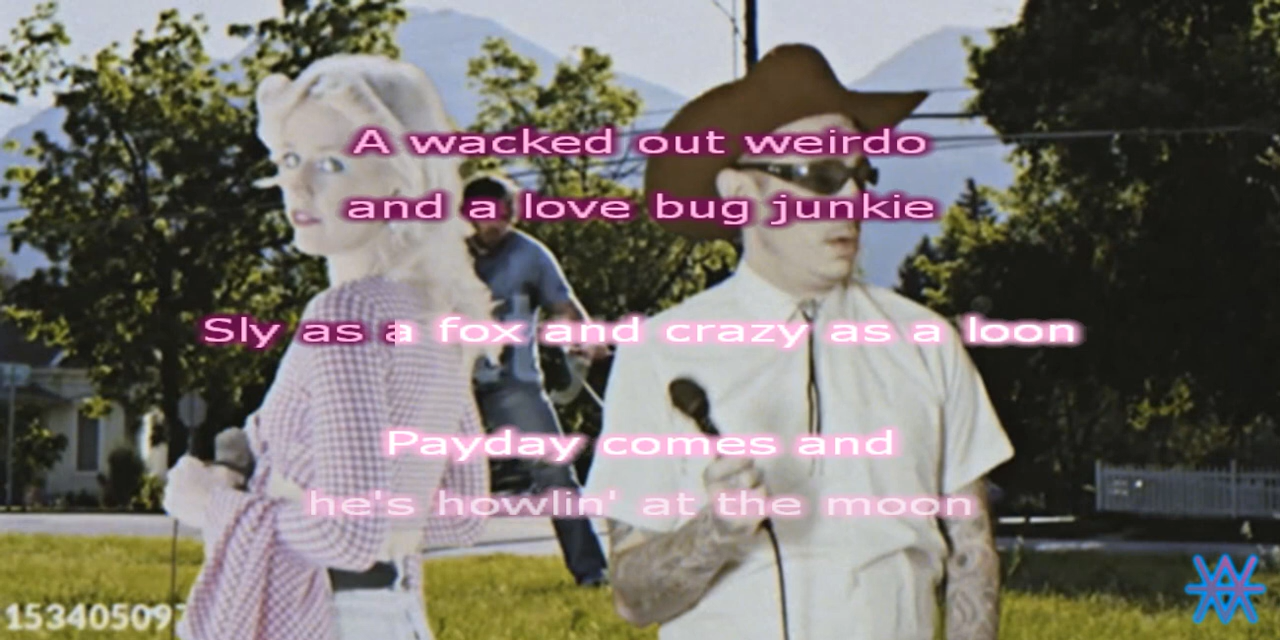 A wacked out weirdo
and a love bug junkie
Sly as a fox and crazy as a loon
Payday comes and
he's howlin' at the moon
153405097